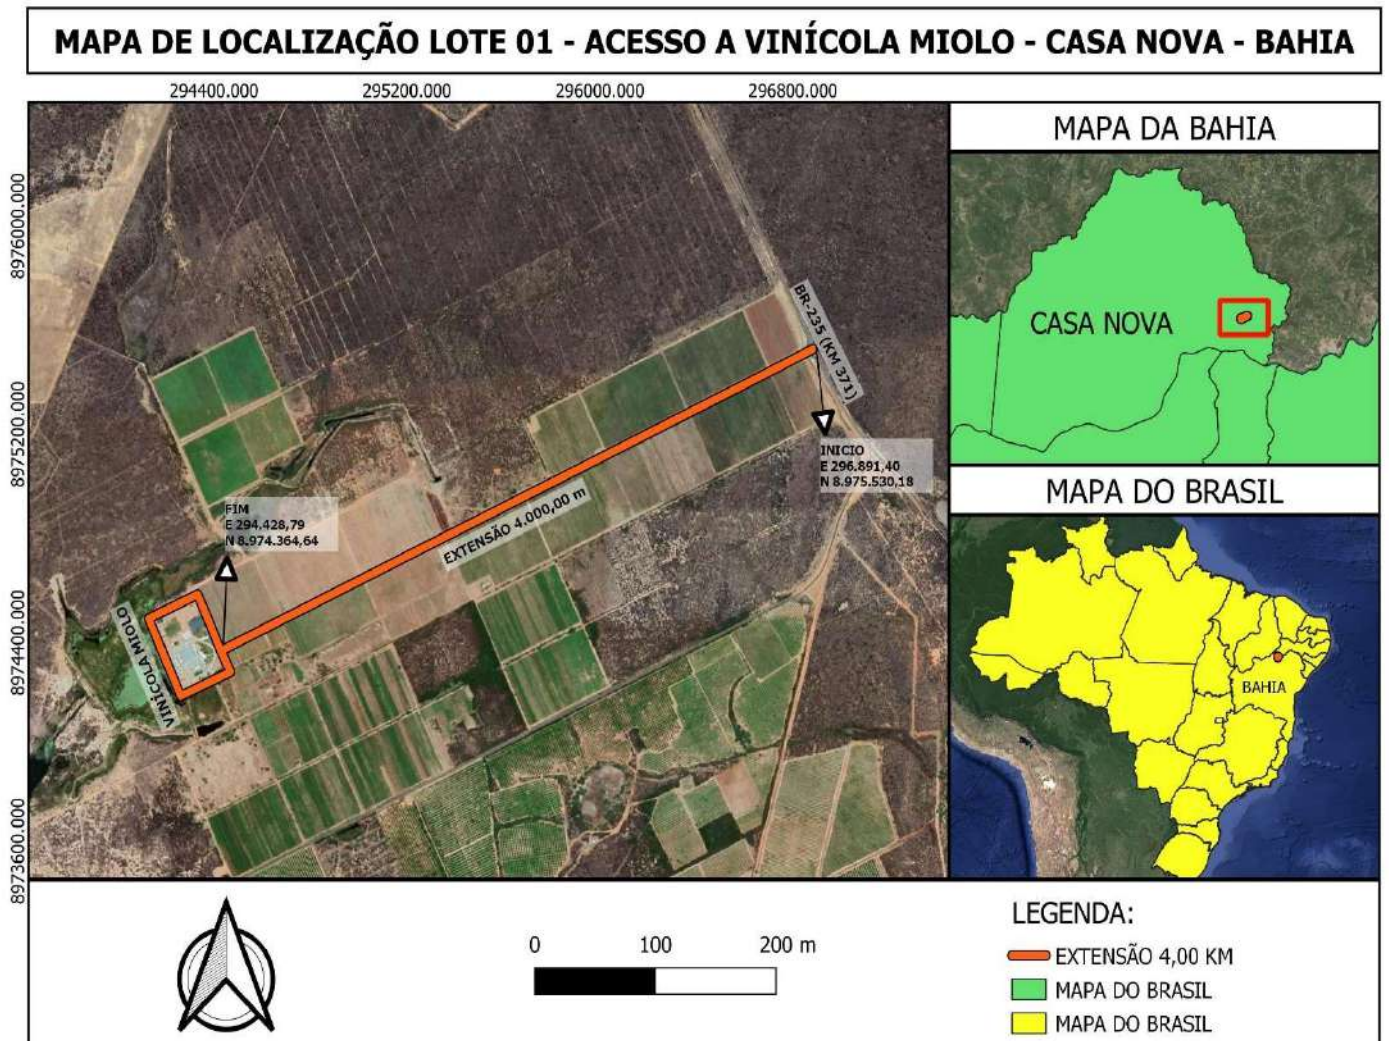 MAPA DE LOCALIZAÇÃO LOTE 01 - ACESSO A VINÍCOLA MIOLO - CASA NOVA - BAHIA
294400.000 295200.000 296000.000 296800.000
8976000.000
8975200.000
8974400.000
8973600.000
BR-235 (KM 371)
INICIO
E 296.891,40
N 8.975.530,18
FIM
E 294.428,79
N 8.974.364,64
EXTENSÃO 4.000,00 m
VINÍCOLA MIOLO
MAPA DA BAHIA
CASA NOVA
MAPA DO BRASIL
BAHIA
0 100 200 m
LEGENDA:
EXTENSÃO 4,00 KM
MAPA DO BRASIL
MAPA DO BRASIL